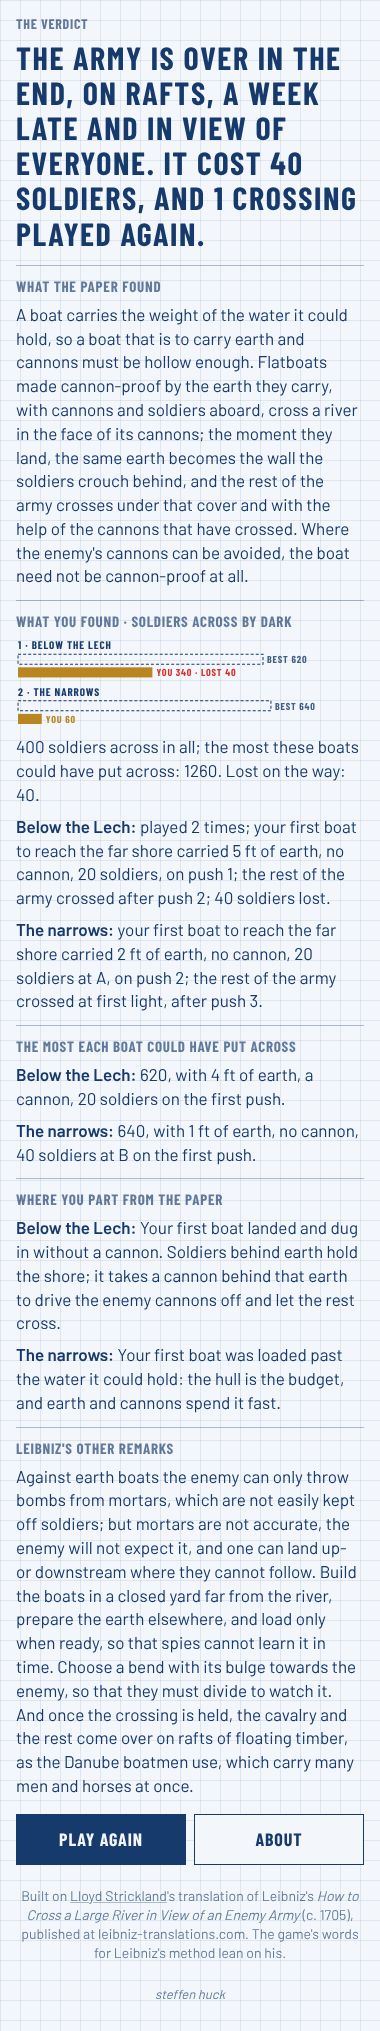 THE VERDICT
THE ARMY IS OVER IN THE
END, ON RAFTS, A WEEK
LATE AND IN VIEW OF
EVERYONE. IT COST 40
SOLDIERS, AND 1 CROSSING
PLAYED AGAIN.
WHAT THE PAPER FOUND
A boat carries the weight of the water it could
hold, so a boat that is to carry earth and
cannons must be hollow enough. Flatboats
made cannon-proof by the earth they carry,
with cannons and soldiers aboard, cross a river
in the face of its cannons; the moment they
land, the same earth becomes the wall the
soldiers crouch behind, and the rest of the
army crosses under that cover and with the
help of the cannons that have crossed. Where
the enemy's cannons can be avoided, the boat
need not be cannon-proof at all.
WHAT YOU FOUND · SOLDIERS ACROSS BY DARK
1 · BELOW THE LECH
BEST 620
YOU 340 · LOST 40
2 · THE NARROWS
BEST 640
YOU 60
400 soldiers across in all; the most these boats
could have put across: 1260. Lost on the way:
40.
Below the Lech: played 2 times; your first boat
to reach the far shore carried 5 ft of earth, no
cannon, 20 soldiers, on push 1; the rest of the
army crossed after push 2; 40 soldiers lost.
The narrows: your first boat to reach the far
shore carried 2 ft of earth, no cannon, 20
soldiers at A, on push 2; the rest of the army
crossed at first light, after push 3.
THE MOST EACH BOAT COULD HAVE PUT ACROSS
Below the Lech: 620, with 4 ft of earth, a
cannon, 20 soldiers on the first push.
The narrows: 640, with 1 ft of earth, no cannon,
40 soldiers at B on the first push.
WHERE YOU PART FROM THE PAPER
Below the Lech: Your first boat landed and dug
in without a cannon. Soldiers behind earth hold
the shore; it takes a cannon behind that earth
to drive the enemy cannons off and let the rest
cross.
The narrows: Your first boat was loaded past
the water it could hold: the hull is the budget,
and earth and cannons spend it fast.
LEIBNIZ'S OTHER REMARKS
Against earth boats the enemy can only throw
bombs from mortars, which are not easily kept
off soldiers; but mortars are not accurate, the
enemy will not expect it, and one can land up-
or downstream where they cannot follow. Build
the boats in a closed yard far from the river,
prepare the earth elsewhere, and load only
when ready, so that spies cannot learn it in
time. Choose a bend with its bulge towards the
enemy, so that they must divide to watch it.
And once the crossing is held, the cavalry and
the rest come over on rafts of floating timber,
as the Danube boatmen use, which carry many
men and horses at once.
PLAY AGAIN
ABOUT
Built on Lloyd Strickland's translation of Leibniz's How to
Cross a Large River in View of an Enemy Army (c. 1705),
published at leibniz-translations.com. The game's words
for Leibniz's method lean on his.
steffen huck